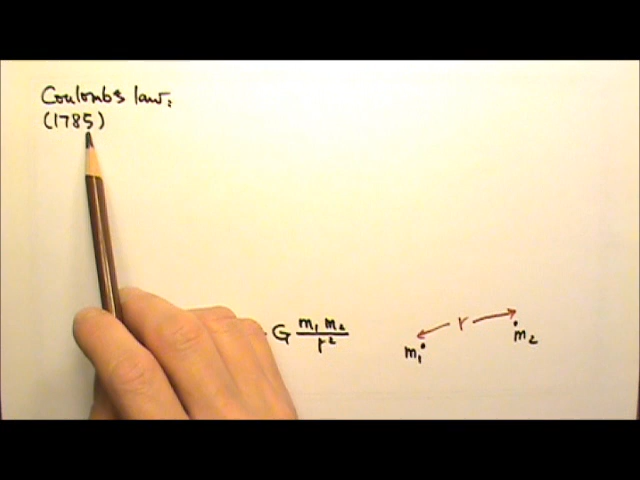 Coulombs law:
(1785)
G m₁ m₂ / r²
r
m₁
m₂